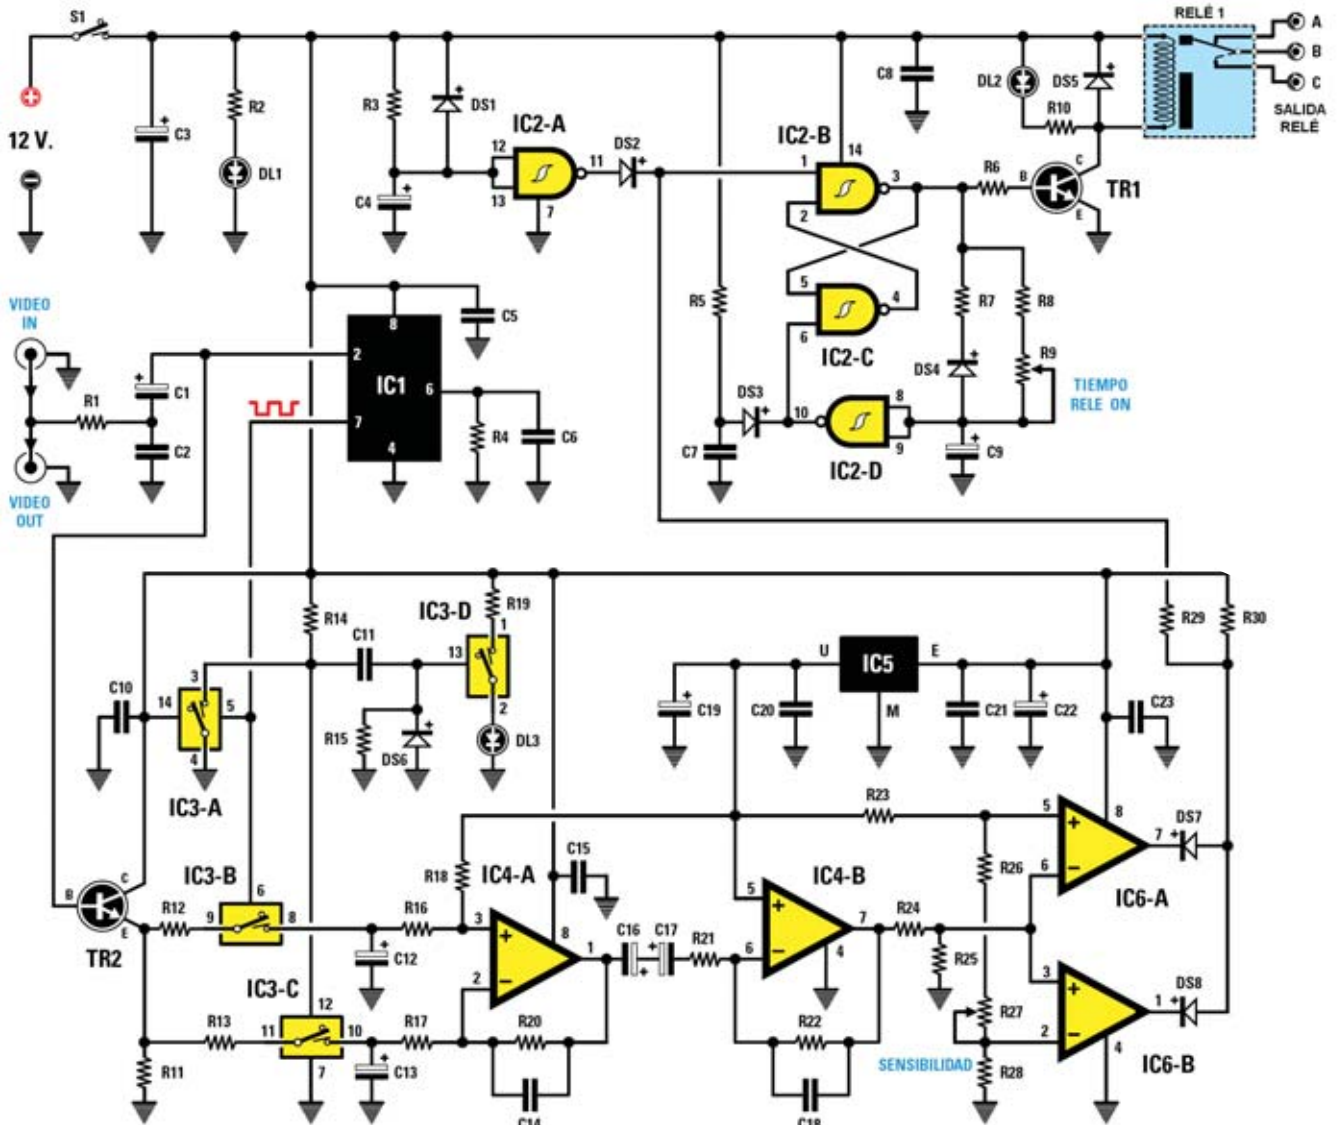 S1
RELÉ 1
A
B
C
SALIDA
RELÉ
12 V.
C3
R2
DL1
R3
DS1
C4
IC2-A
12
13
11
7
DS2
IC2-B
1
14
2
3
C8
DL2
DS5
R10
R6
B
C
E
TR1
VIDEO
IN
R1
C1
C2
VIDEO
OUT
8
2
IC1
6
7
4
C5
R4
C6
R5
5
4
6
IC2-C
R7
R8
DS4
R9
TIEMPO
RELE ON
DS3
10
8
9
C7
IC2-D
C9
R14
IC3-D
R19
C11
13
1
2
R15
DS6
DL3
C10
3
14
5
4
IC3-A
U
IC5
E
M
C19
C20
C21
C22
C23
R29
R30
B
C
E
TR2
R12
IC3-B
6
9
8
R16
R18
IC4-A
C15
3
+
8
2
−
1
C12
IC3-C
R13
12
11
10
7
R17
R20
C13
R11
C14
C16
+
+
C17
R21
IC4-B
5
+
6
−
7
4
R22
C18
R23
R24
R25
R26
R27
SENSIBILIDAD
R28
5
+
8
6
−
7
DS7
IC6-A
3
+
2
−
1
4
DS8
IC6-B